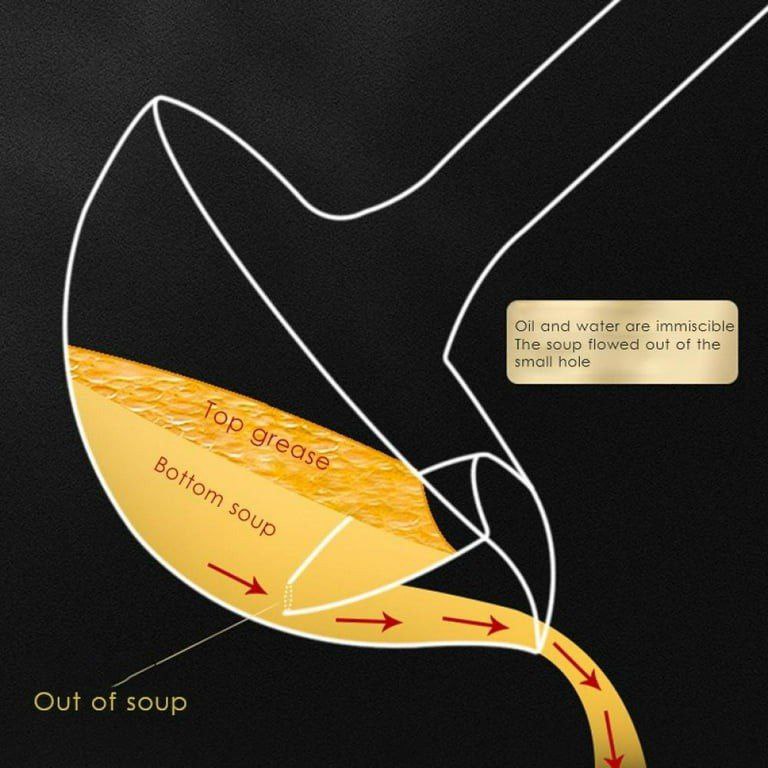 Oil and water are immiscible
The soup flowed out of the
small hole
Top grease
Bottom soup
Out of soup